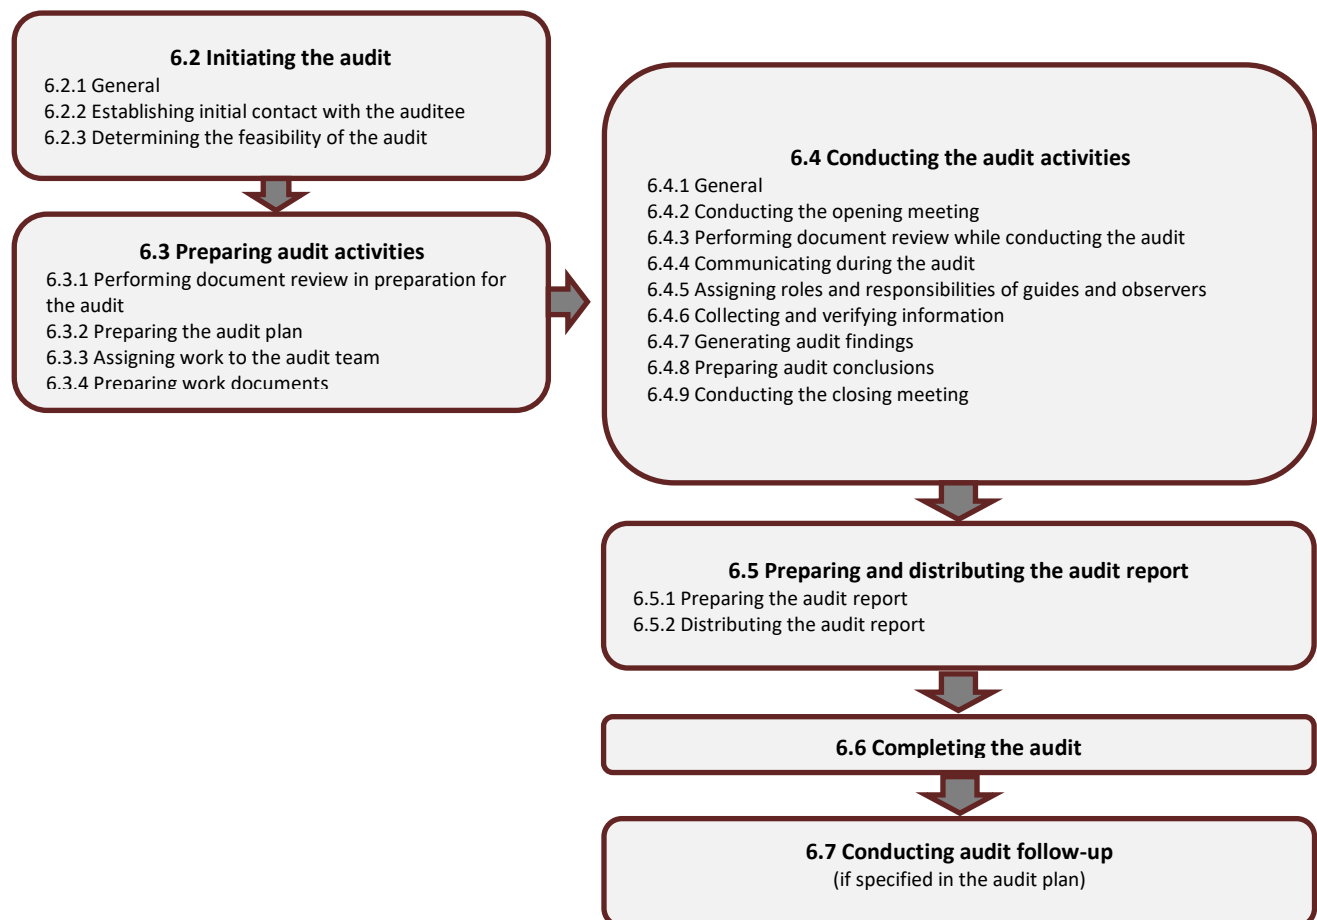 6.2 Initiating the audit
6.2.1 General
6.2.2 Establishing initial contact with the auditee
6.2.3 Determining the feasibility of the audit
6.3 Preparing audit activities
6.3.1 Performing document review in preparation for
the audit
6.3.2 Preparing the audit plan
6.3.3 Assigning work to the audit team
6.3.4 Preparing work documents
6.4 Conducting the audit activities
6.4.1 General
6.4.2 Conducting the opening meeting
6.4.3 Performing document review while conducting the audit
6.4.4 Communicating during the audit
6.4.5 Assigning roles and responsibilities of guides and observers
6.4.6 Collecting and verifying information
6.4.7 Generating audit findings
6.4.8 Preparing audit conclusions
6.4.9 Conducting the closing meeting
6.5 Preparing and distributing the audit report
6.5.1 Preparing the audit report
6.5.2 Distributing the audit report
6.6 Completing the audit
6.7 Conducting audit follow-up
(if specified in the audit plan)